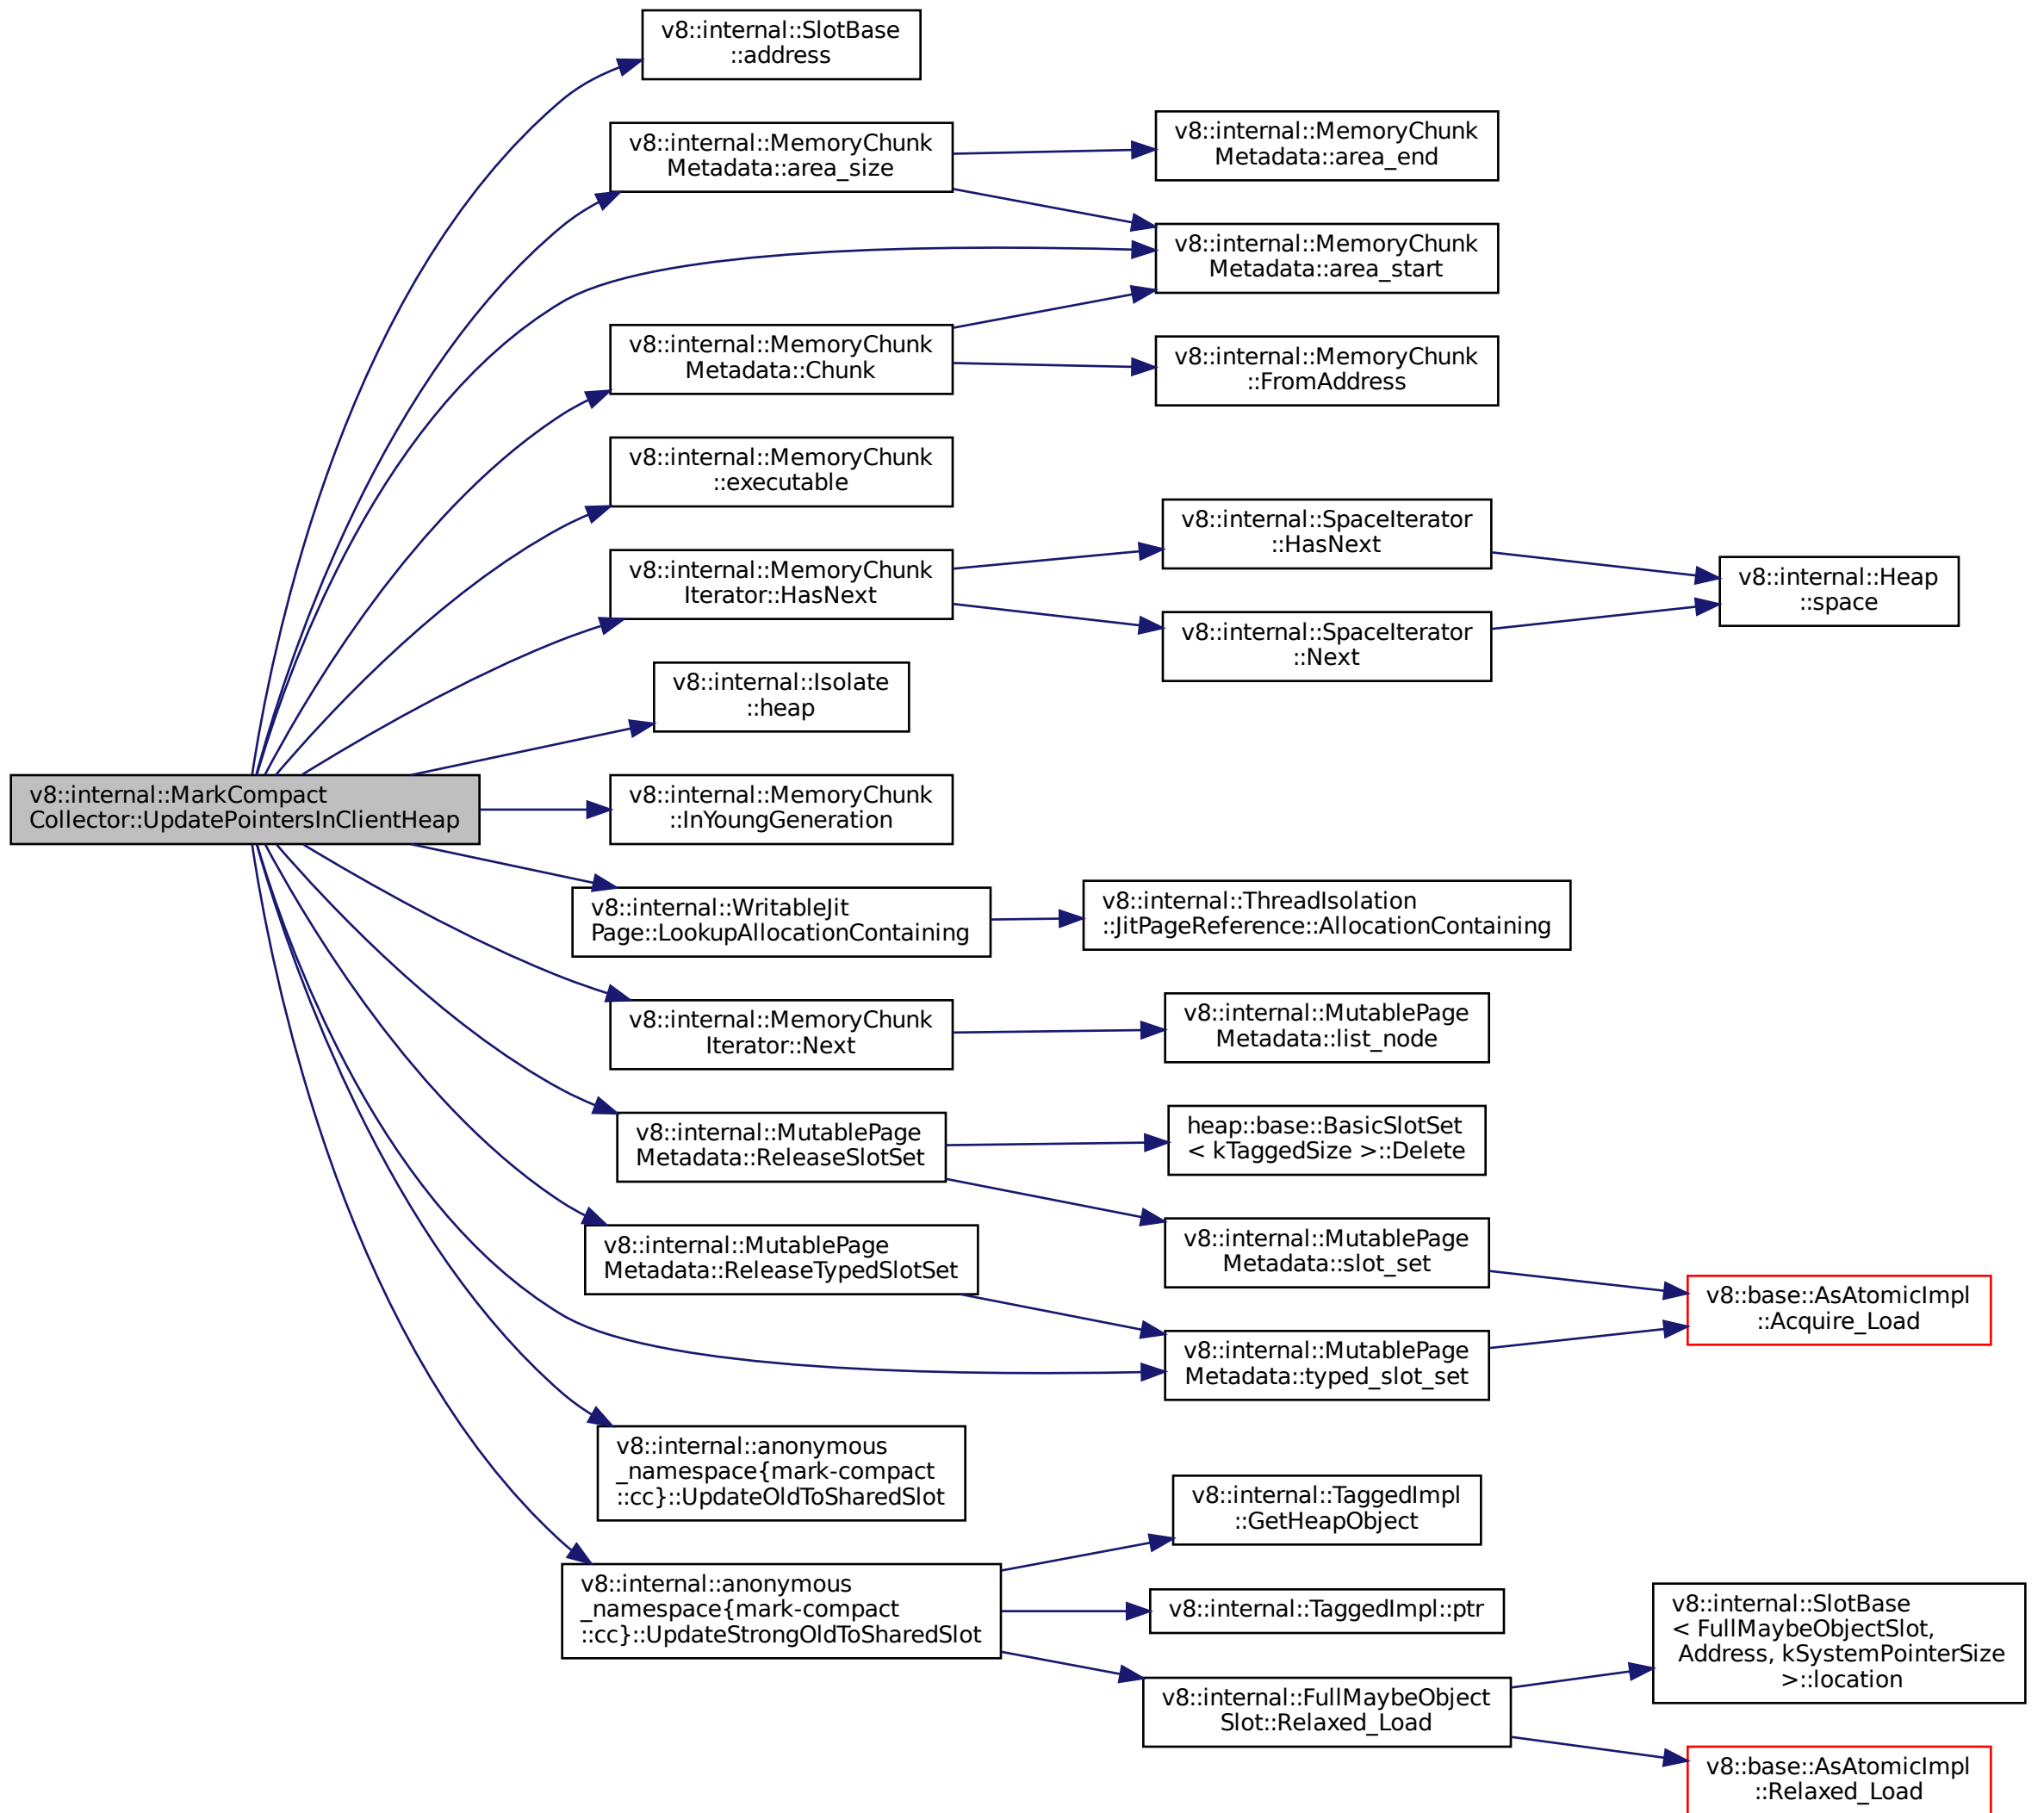 v8::internal::MarkCompact
Collector::UpdatePointersInClientHeap
v8::internal::SlotBase
::address
v8::internal::MemoryChunk
Metadata::area_size
v8::internal::MemoryChunk
Metadata::area_end
v8::internal::MemoryChunk
Metadata::area_start
v8::internal::MemoryChunk
Metadata::Chunk
v8::internal::MemoryChunk
::FromAddress
v8::internal::MemoryChunk
::executable
v8::internal::MemoryChunk
Iterator::HasNext
v8::internal::SpaceIterator
::HasNext
v8::internal::SpaceIterator
::Next
v8::internal::Heap
::space
v8::internal::Isolate
::heap
v8::internal::MemoryChunk
::InYoungGeneration
v8::internal::WritableJit
Page::LookupAllocationContaining
v8::internal::ThreadIsolation
::JitPageReference::AllocationContaining
v8::internal::MemoryChunk
Iterator::Next
v8::internal::MutablePage
Metadata::list_node
v8::internal::MutablePage
Metadata::ReleaseSlotSet
heap::base::BasicSlotSet
< kTaggedSize >::Delete
v8::internal::MutablePage
Metadata::slot_set
v8::internal::MutablePage
Metadata::ReleaseTypedSlotSet
v8::internal::MutablePage
Metadata::typed_slot_set
v8::base::AsAtomicImpl
::Acquire_Load
v8::internal::anonymous
_namespace{mark-compact
::cc}::UpdateOldToSharedSlot
v8::internal::anonymous
_namespace{mark-compact
::cc}::UpdateStrongOldToSharedSlot
v8::internal::TaggedImpl
::GetHeapObject
v8::internal::TaggedImpl::ptr
v8::internal::FullMaybeObject
Slot::Relaxed_Load
v8::internal::SlotBase
< FullMaybeObjectSlot,
Address, kSystemPointerSize
>::location
v8::base::AsAtomicImpl
::Relaxed_Load